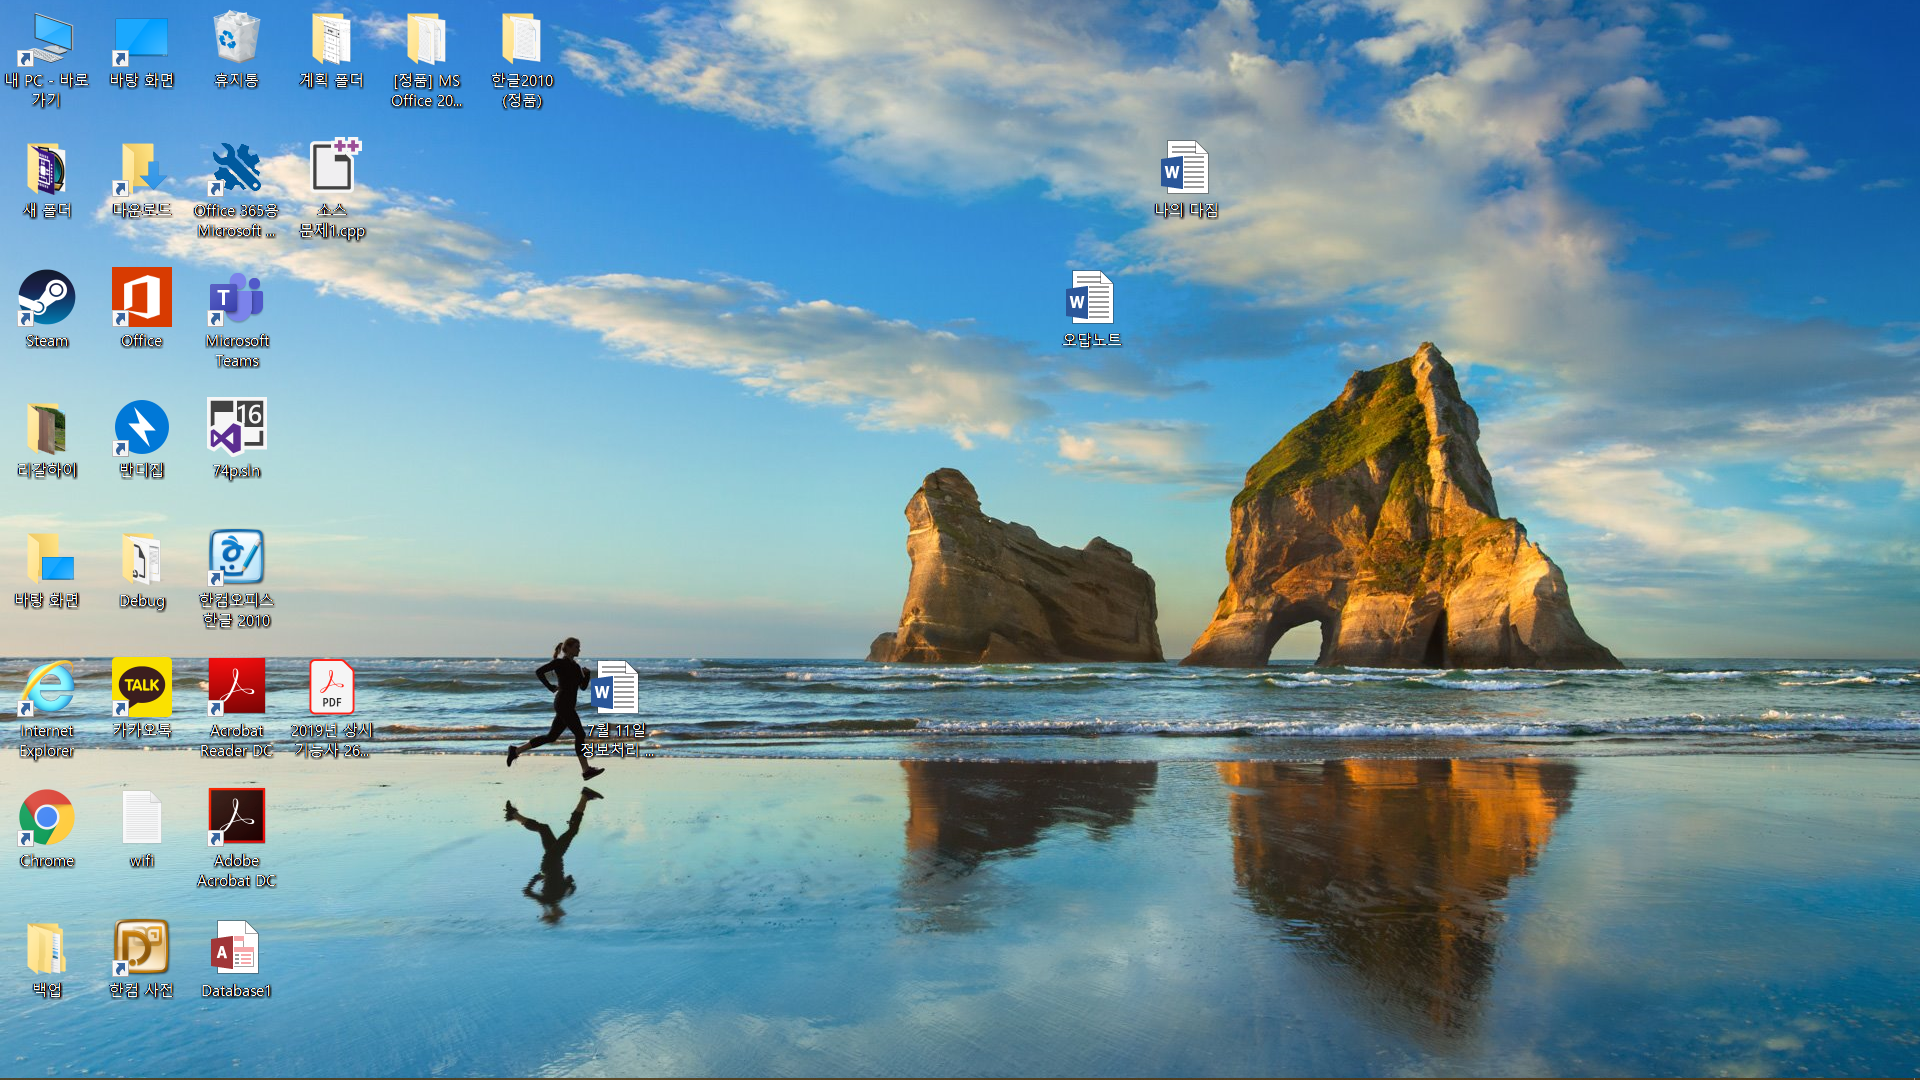 내 PC - 바로
가기
바탕 화면
휴지통
계획 폴더
[정품] MS
Office 20...
한글2010
(정품)
새 폴더
다운로드
Office 365용
Microsoft ...
++
소스
문제1.cpp
W
나의 다짐
Steam
Office
T
Microsoft
Teams
W
오답노트
티갈하이
반디집
16
74p.sln
바탕 화면
Debug
한컴오피스
한글 2010
Internet
Explorer
TALK
카카오톡
Acrobat
Reader DC
PDF
2019년 상시
기능사 26...
W
7월 11일
정보처리 ...
Chrome
wifi
Adobe
Acrobat DC
백업
한컴 사전
A
Database1